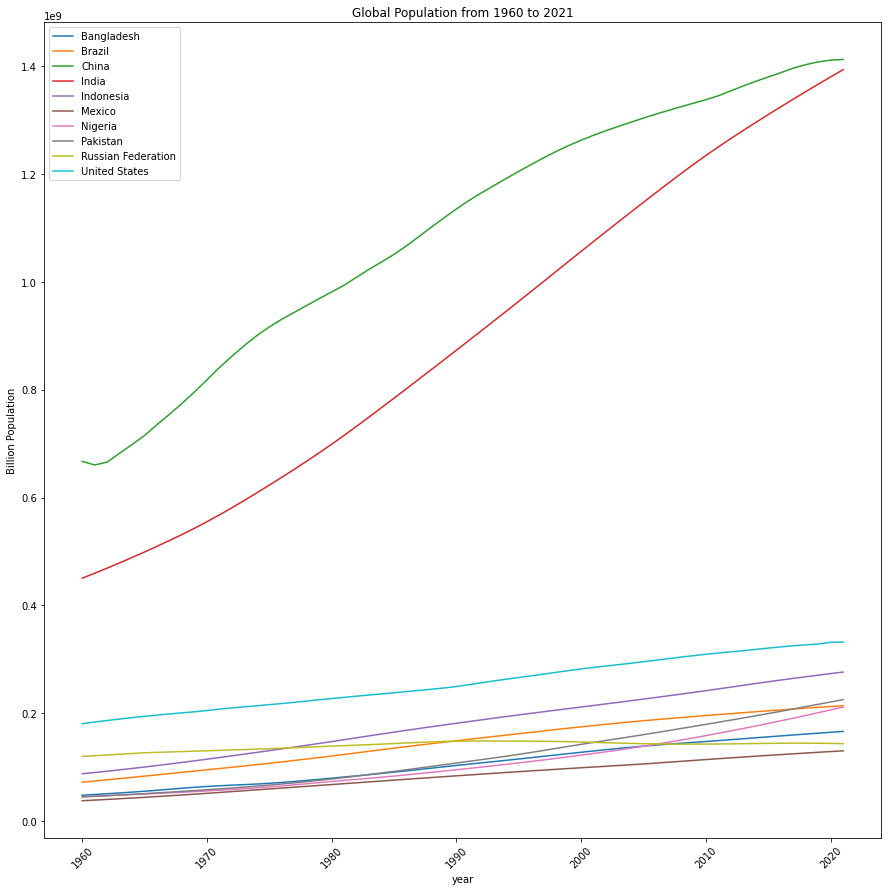 Global Population from 1960 to 2021
1e9
Bangladesh
Brazil
China
India
Indonesia
Mexico
Nigeria
Pakistan
Russian Federation
United States
1.4
1.2
1.0
0.8
0.6
0.4
0.2
0.0
Billion Population
1960
1970
1980
1990
2000
2010
2020
year